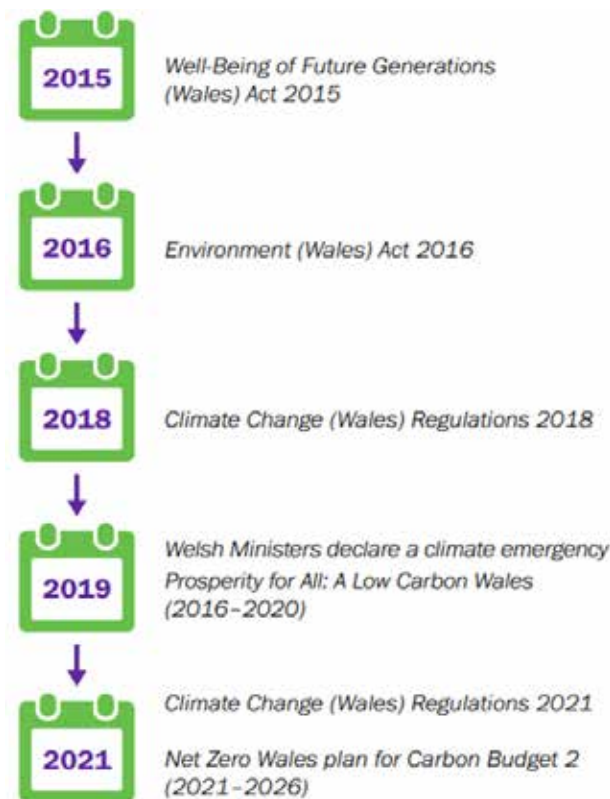 2015
Well-Being of Future Generations
(Wales) Act 2015
2016
Environment (Wales) Act 2016
2018
Climate Change (Wales) Regulations 2018
2019
Welsh Ministers declare a climate emergency
Prosperity for All: A Low Carbon Wales
(2016–2020)
2021
Climate Change (Wales) Regulations 2021
Net Zero Wales plan for Carbon Budget 2
(2021–2026)